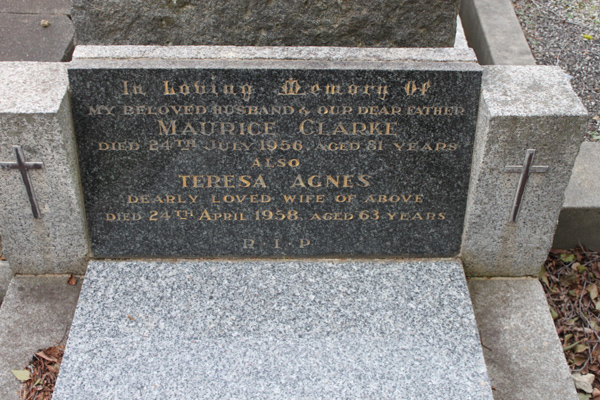 In Loving Memory Of
MY BELOVED HUSBAND & OUR DEAR FATHER
MAURICE CLARKE
DIED 24TH JULY 1956, AGED 81 YEARS
ALSO
TERESA AGNES
DEARLY LOVED WIFE OF ABOVE
DIED 24TH APRIL 1958, AGED 63 YEARS
R.I.P.